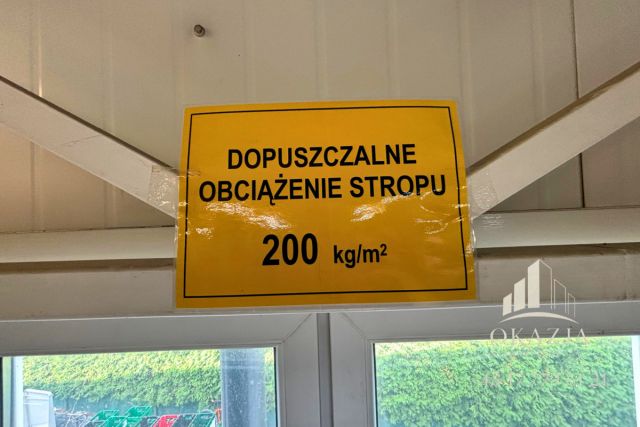 DOPUSZCZALNE
OBCIĄŻENIE STROPU
200 kg/m²
OKAZJA